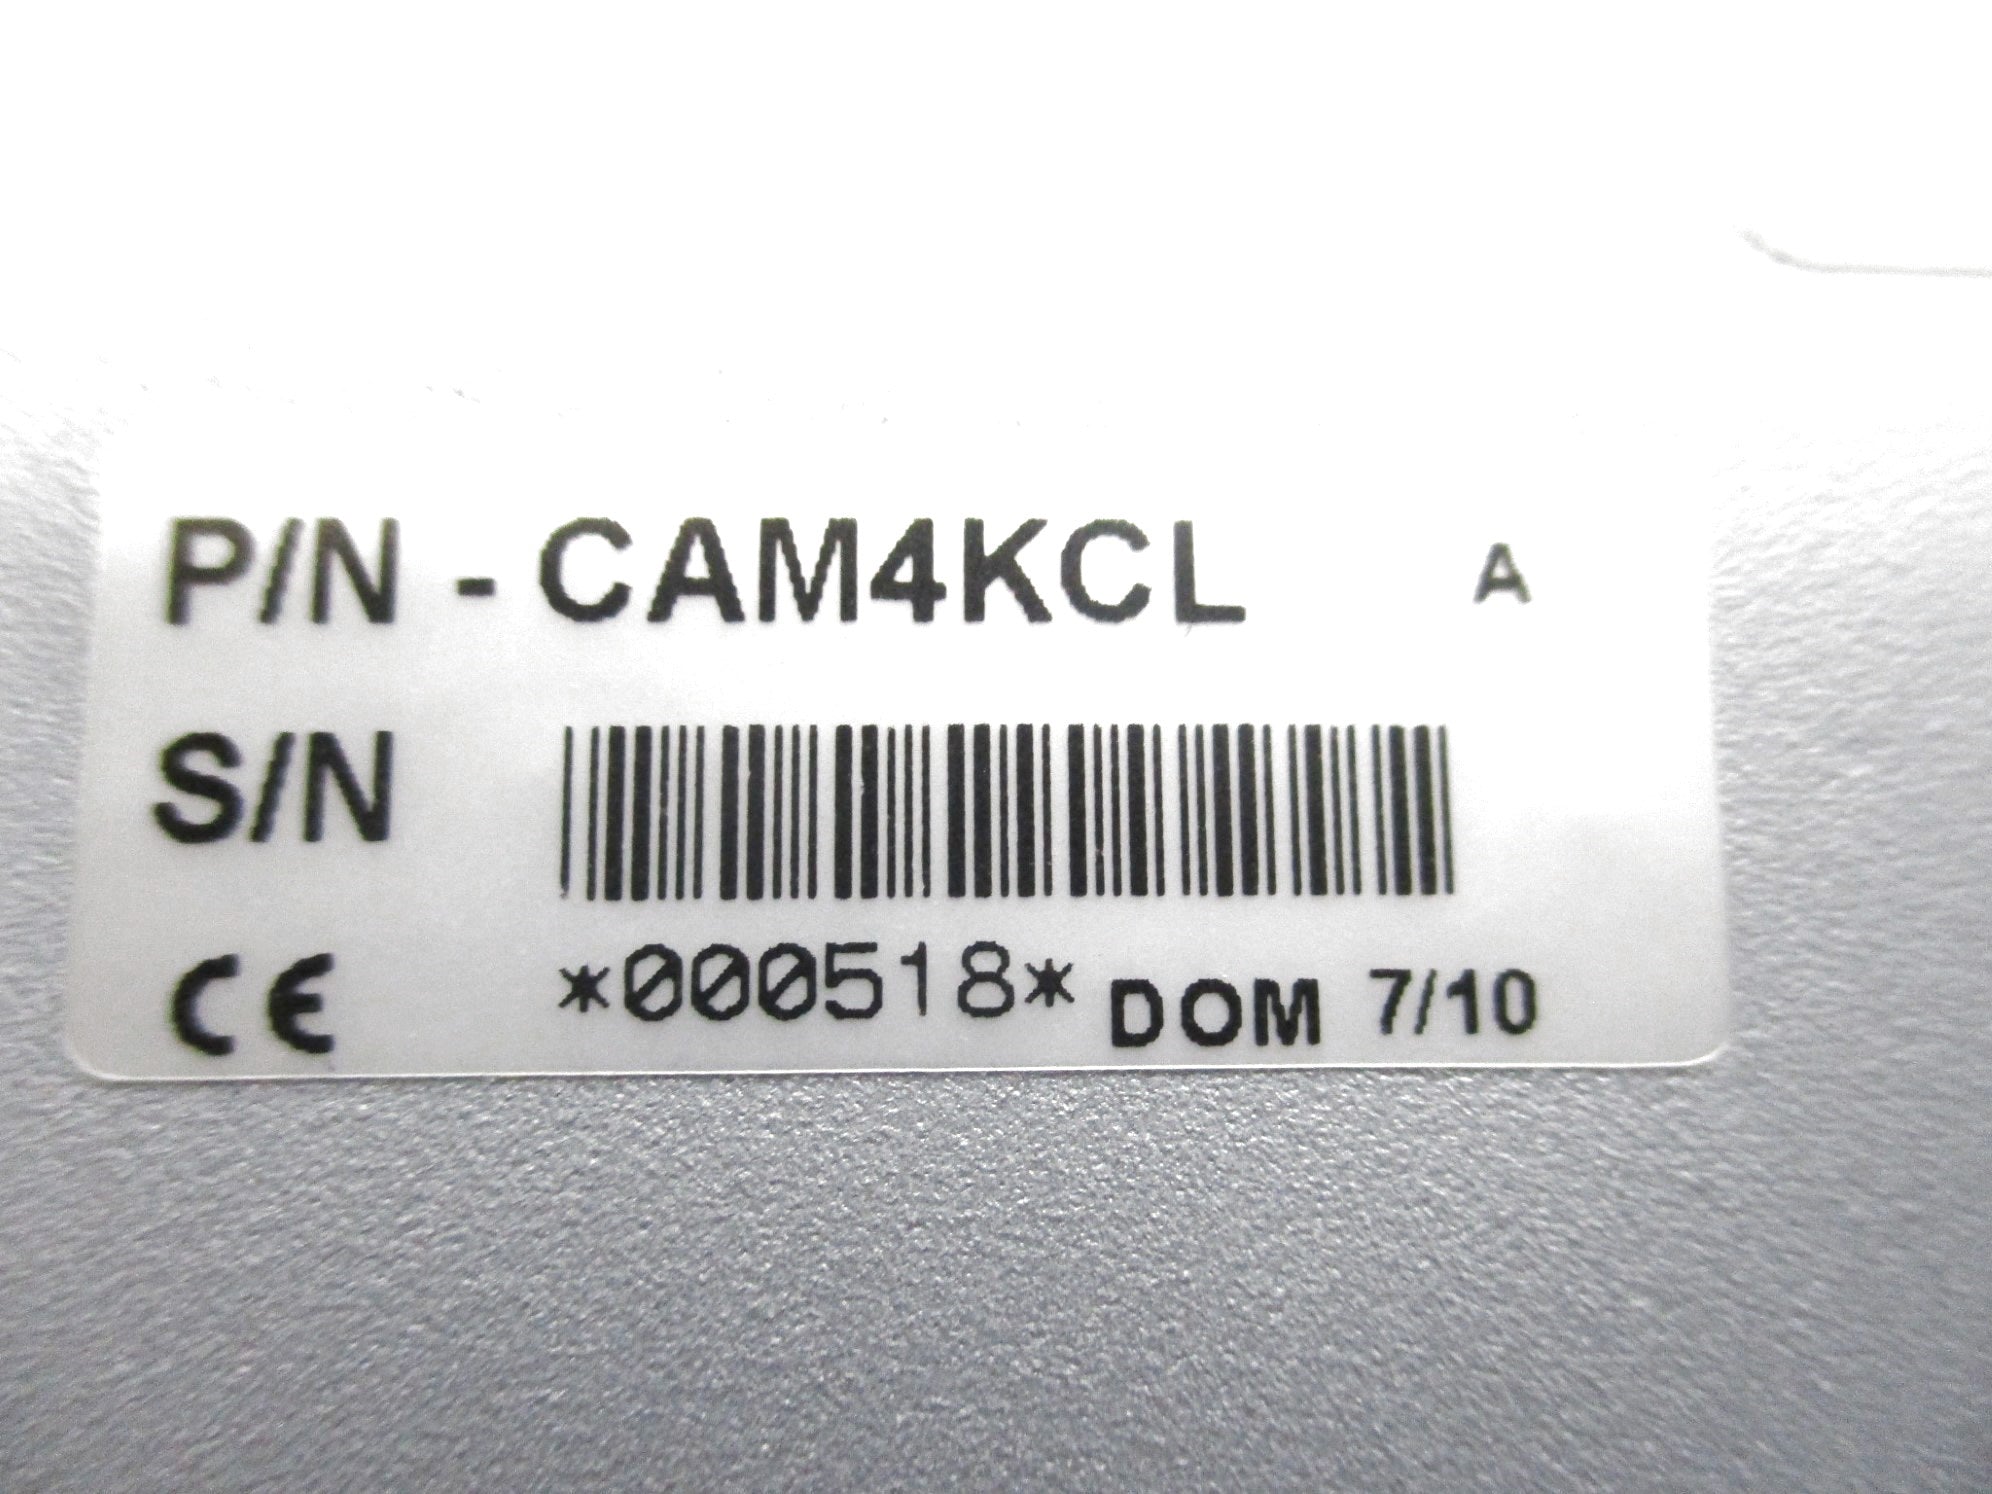 P/N - CAM4KCL A
S/N
CE *000518* DOM 7/10